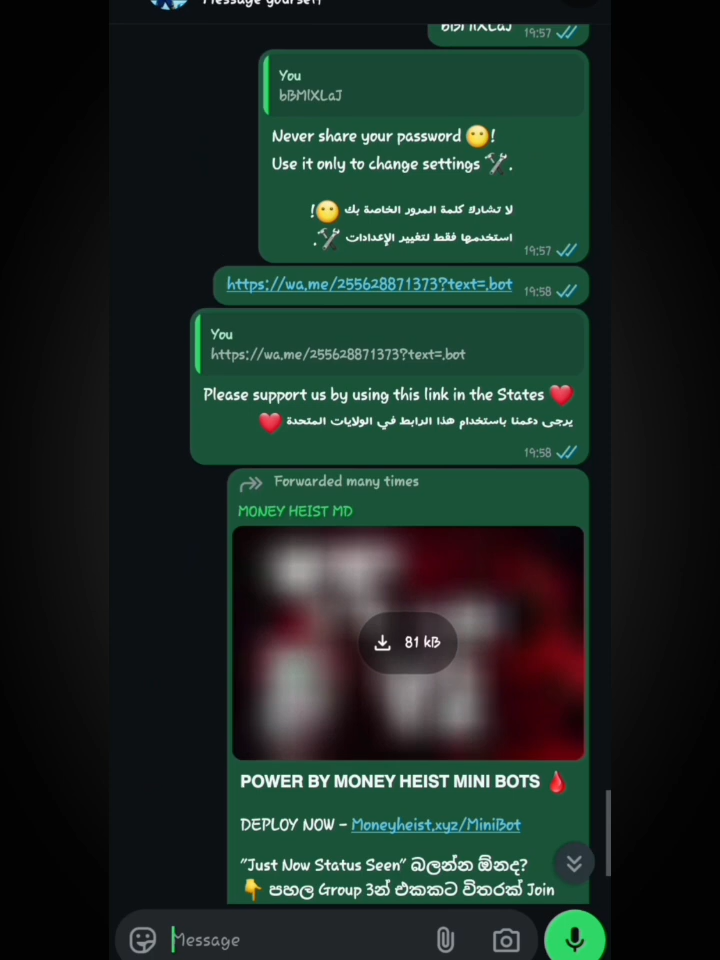 Message yourself
bBMlXLaJ
19:57
You
bBMlXLaJ
Never share your password 😶!
Use it only to change settings 🛠️.
لا تشارك كلمة المرور الخاصة بك 😶!
استخدمها فقط لتغيير الإعدادات 🛠️.
19:57
https://wa.me/255628871373?text=.bot
19:58
You
https://wa.me/255628871373?text=.bot
Please support us by using this link in the States ❤️
يرجى دعمنا باستخدام هذا الرابط في الولايات المتحدة ❤️
19:58
Forwarded many times
MONEY HEIST MD
81 kB
POWER BY MONEY HEIST MINI BOTS 🩸
DEPLOY NOW - Moneyheist.xyz/MiniBot
"Just Now Status Seen" බලන්න ඕනද?
👇 පහල Group 3න් එකකට විතරක් Join
Message